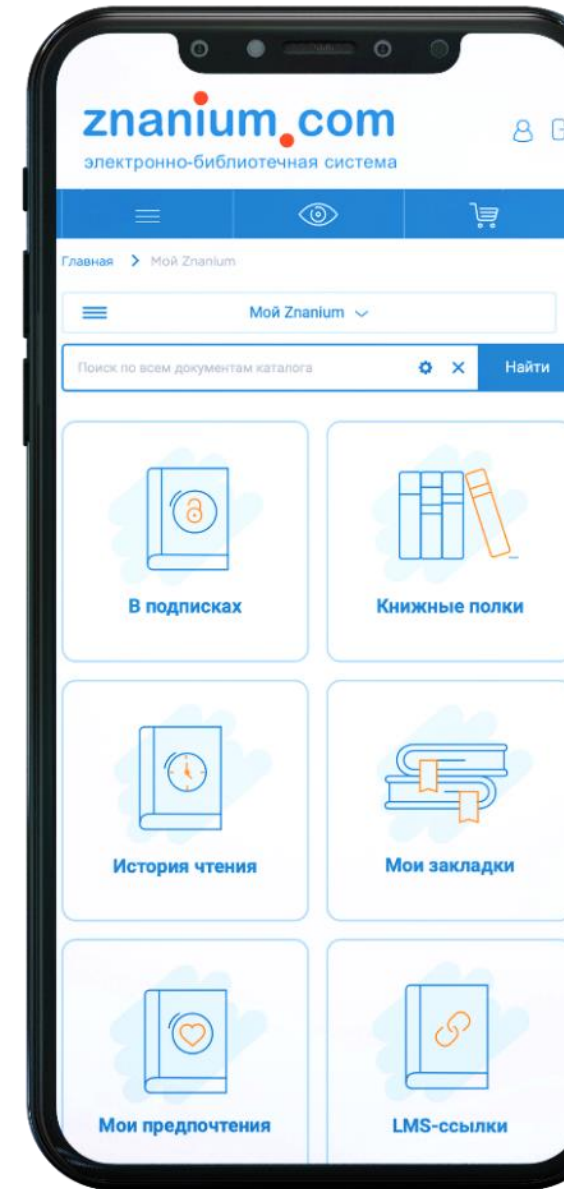 znanium.com
электронно-библиотечная система
Главная > Мой Znanium
Мой Znanium
Поиск по всем документам каталога
Найти
В подписках
Книжные полки
История чтения
Мои закладки
Мои предпочтения
LMS-ссылки